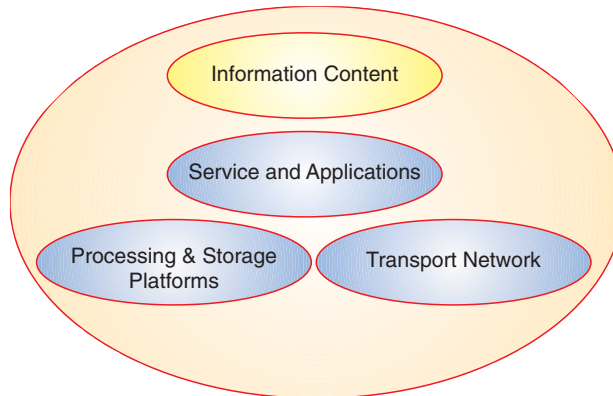 Information Content
Service and Applications
Processing & Storage
Platforms
Transport Network